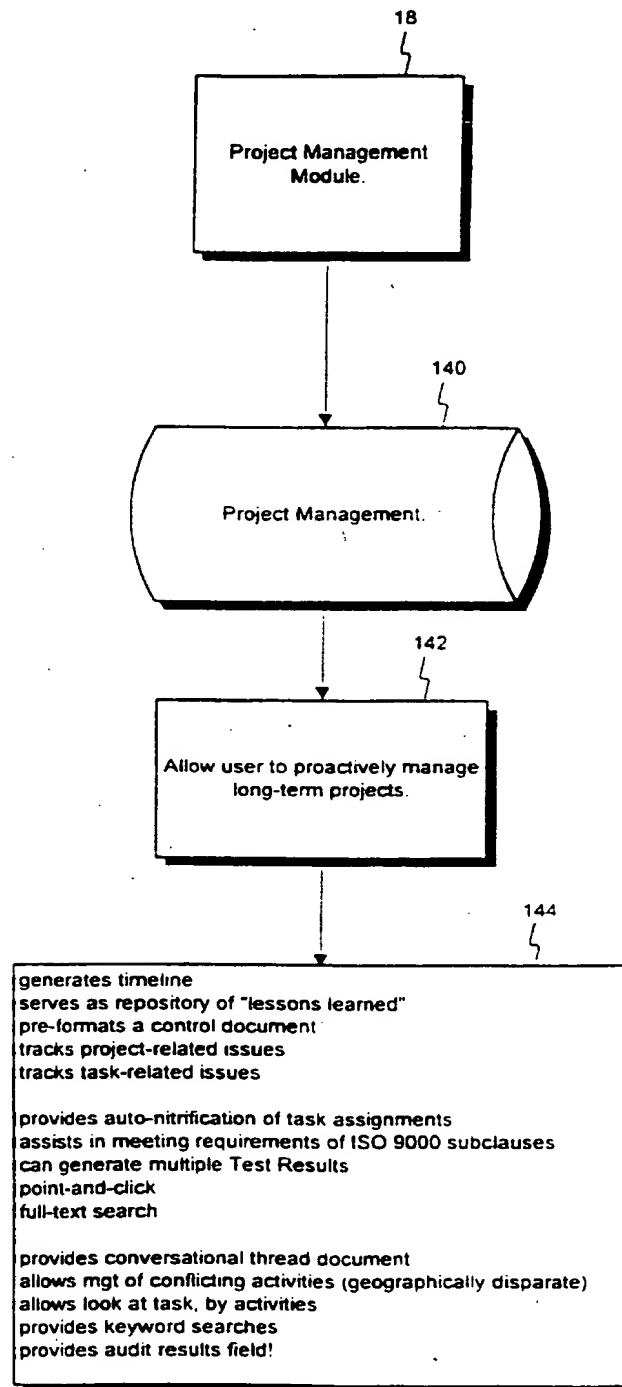 18
Project Management
Module.
140
Project Management.
142
Allow user to proactively manage
long-term projects.
144
generates timeline
serves as repository of "lessons learned"
pre-formats a control document
tracks project-related issues
tracks task-related issues
provides auto-nitrification of task assignments
assists in meeting requirements of ISO 9000 subclauses
can generate multiple Test Results
point-and-click
full-text search
provides conversational thread document
allows mgt of conflicting activities (geographically disparate)
allows look at task, by activities
provides keyword searches
provides audit results field!